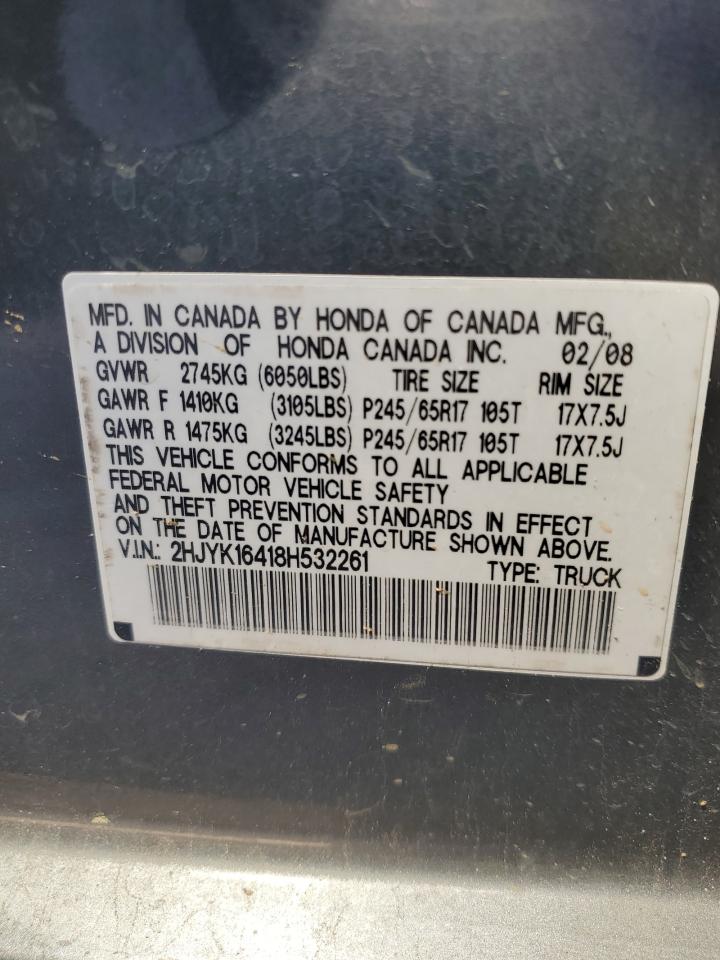 MFD. IN CANADA BY HONDA OF CANADA MFG.,
A DIVISION OF HONDA CANADA INC. 02/08
GVWR 2745KG (6050LBS) TIRE SIZE RIM SIZE
GAWR F 1410KG (3105LBS) P245/65R17 105T 17X7.5J
GAWR R 1475KG (3245LBS) P245/65R17 105T 17X7.5J
THIS VEHICLE CONFORMS TO ALL APPLICABLE
FEDERAL MOTOR VEHICLE SAFETY
AND THEFT PREVENTION STANDARDS IN EFFECT
ON THE DATE OF MANUFACTURE SHOWN ABOVE.
V.I.N.: 2HJYK16418H532261 TYPE: TRUCK